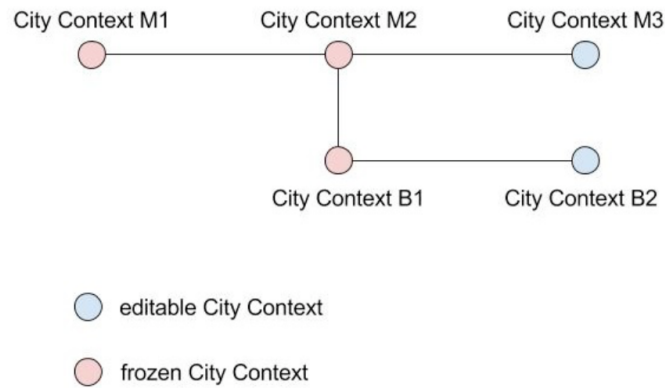 City Context M1
City Context M2
City Context M3
City Context B1
City Context B2
editable City Context
frozen City Context